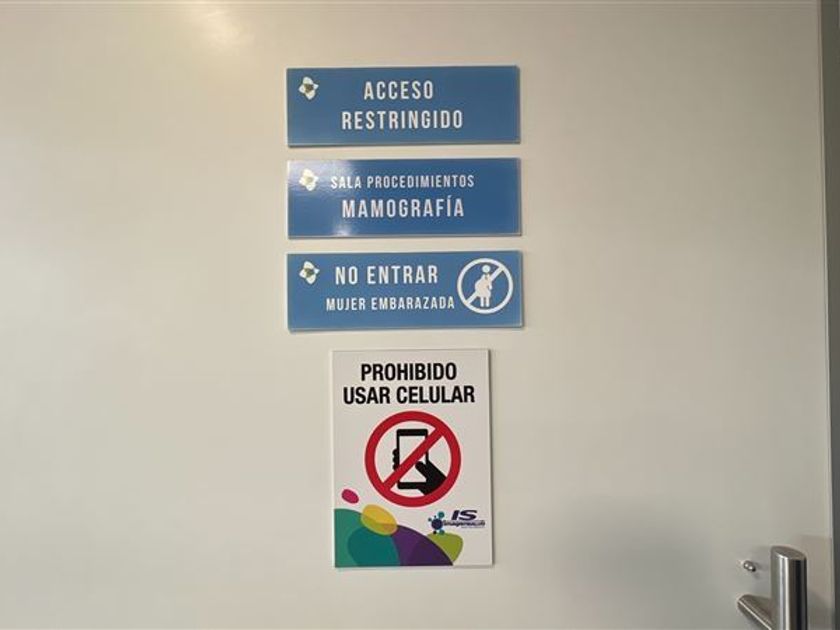 ACCESO
RESTRINGIDO
SALA PROCEDIMIENTOS
MAMOGRAFÍA
NO ENTRAR
MUJER EMBARAZADA
PROHIBIDO
USAR CELULAR
IS